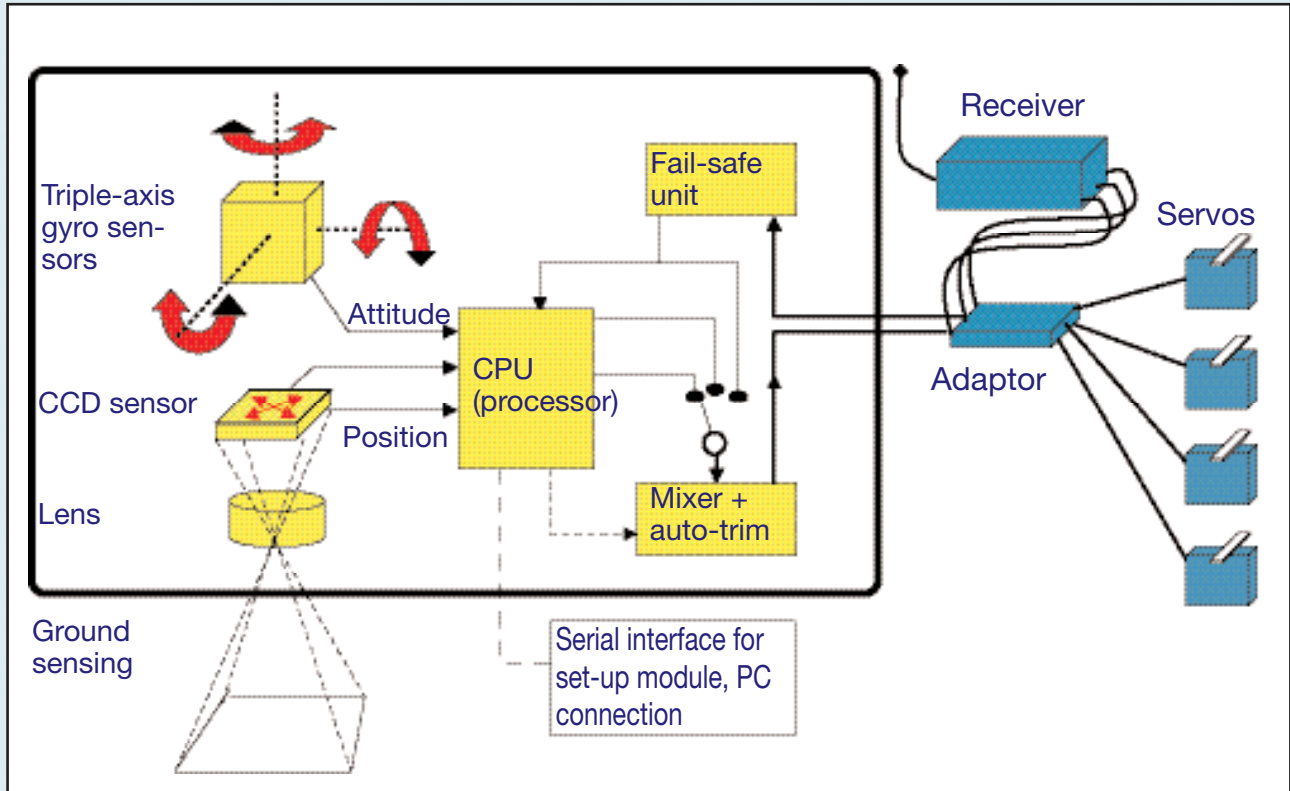 Triple-axis
gyro sen-
sors
Attitude
CCD sensor
Position
Lens
Ground
sensing
Fail-safe
unit
CPU
(processor)
Mixer +
auto-trim
Serial interface for
set-up module, PC
connection
Receiver
Servos
Adaptor